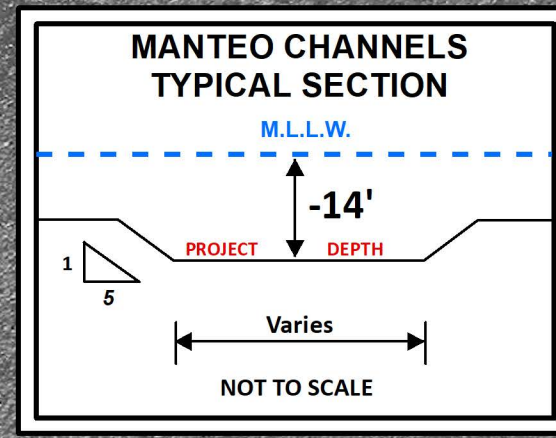 MANTEO CHANNELS
TYPICAL SECTION
M.L.L.W.
-14'
PROJECT DEPTH
1
5
Varies
NOT TO SCALE